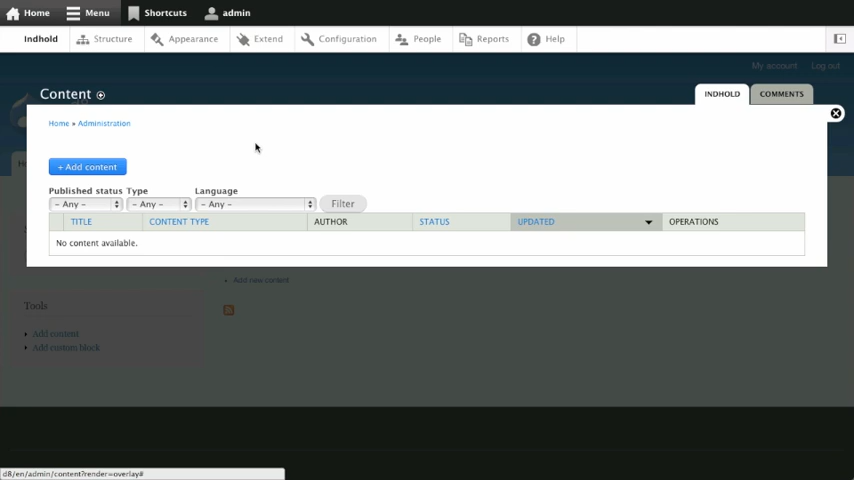 Home Menu Shortcuts admin
Indhold Structure Appearance Extend Configuration People Reports Help
My account Log out
Content
INDHOLD COMMENTS
Home » Administration
+ Add content
Published status Type Language
- Any - - Any - - Any - Filter
TITLE CONTENT TYPE AUTHOR STATUS UPDATED OPERATIONS
No content available.
Add new content
Tools
Add content
Add custom block
d8/en/admin/content?render=overlay#